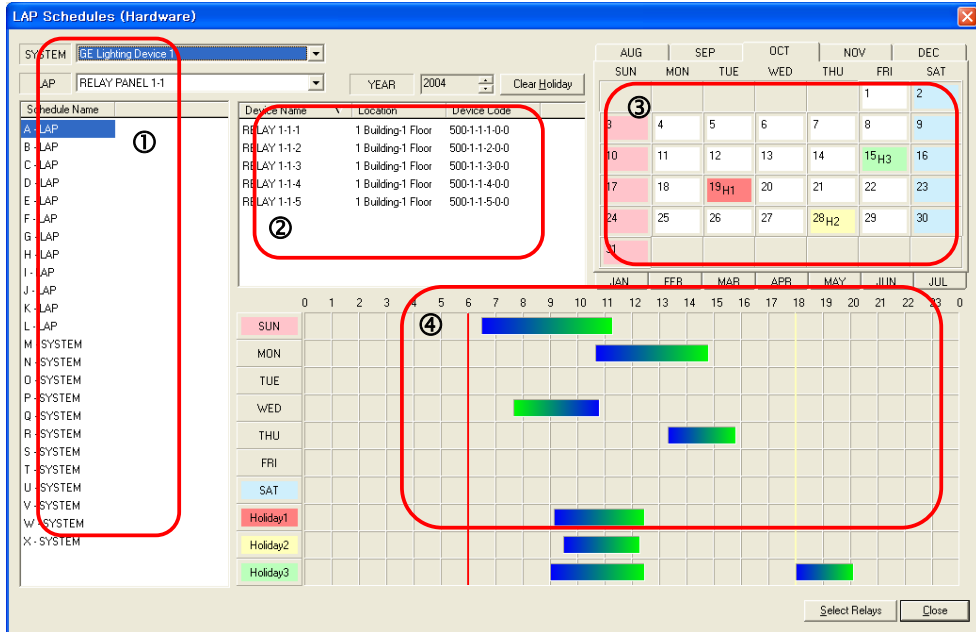 LAP Schedules (Hardware)
SYSTEM GE Lighting Device 1
LAP RELAY PANEL 1-1
YEAR 2004 Clear Holiday
Schedule Name
A - LAP
B - LAP
C - LAP
D - LAP
E - LAP
F - LAP
G - LAP
H - LAP
I - LAP
J - LAP
K - LAP
L - LAP
M - SYSTEM
N - SYSTEM
O - SYSTEM
P - SYSTEM
Q - SYSTEM
R - SYSTEM
S - SYSTEM
T - SYSTEM
U - SYSTEM
V - SYSTEM
W - SYSTEM
X - SYSTEM
①
Device Name \ Location Device Code
RELAY 1-1-1 1 Building-1 Floor 500-1-1-1-0-0
RELAY 1-1-2 1 Building-1 Floor 500-1-1-2-0-0
RELAY 1-1-3 1 Building-1 Floor 500-1-1-3-0-0
RELAY 1-1-4 1 Building-1 Floor 500-1-1-4-0-0
RELAY 1-1-5 1 Building-1 Floor 500-1-1-5-0-0
②
AUG SEP OCT NOV DEC
SUN MON TUE WED THU FRI SAT
③
1 2
3 4 5 6 7 8 9
10 11 12 13 14 15 H3 16
17 18 19 H1 20 21 22 23
24 25 26 27 28 H2 29 30
31
JAN FEB MAR APR MAY JUN JUL
0 1 2 3 4 5 6 7 8 9 10 11 12 13 14 15 16 17 18 19 20 21 22 23 0
④
SUN
MON
TUE
WED
THU
FRI
SAT
Holiday1
Holiday2
Holiday3
Select Relays Close